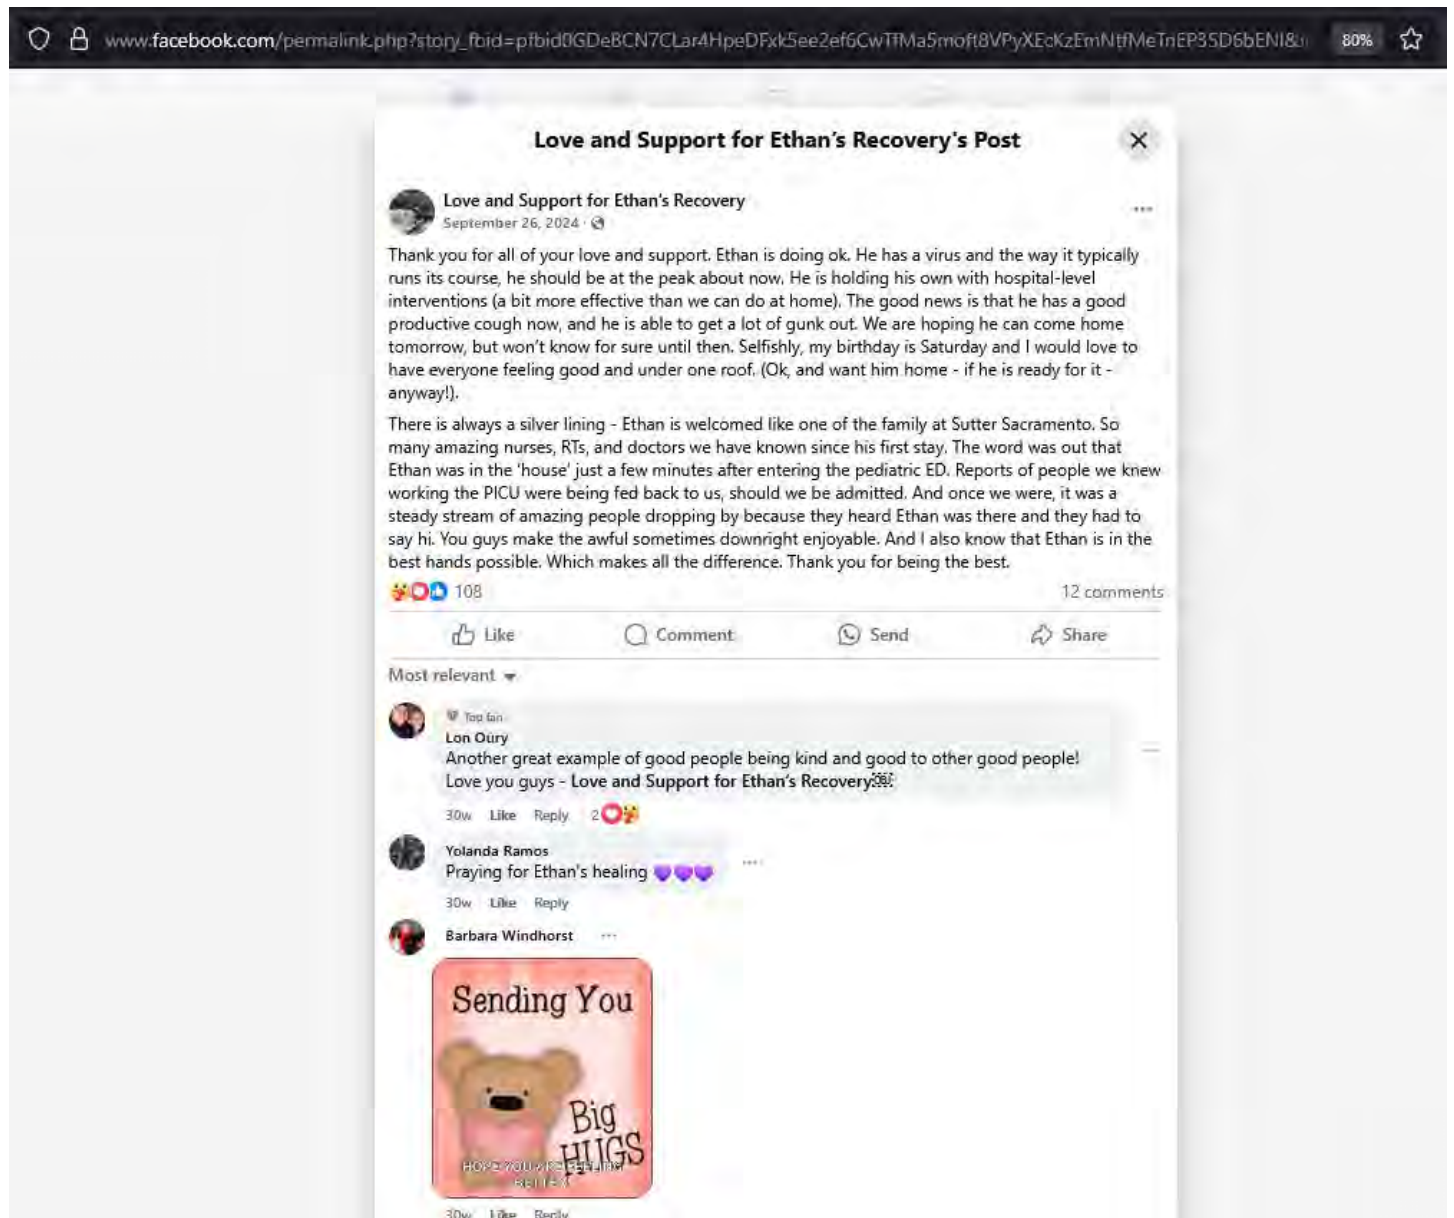 www.facebook.com/permalink.php?story_fbid=
80%
Love and Support for Ethan's Recovery's Post
Love and Support for Ethan's Recovery
September 26, 2024 ·
Thank you for all of your love and support. Ethan is doing ok. He has a virus and the way it typically
runs its course, he should be at the peak about now. He is holding his own with hospital-level
interventions (a bit more effective than we can do at home). The good news is that he has a good
productive cough now, and he is able to get a lot of gunk out. We are hoping he can come home
tomorrow, but won't know for sure until then. Selfishly, my birthday is Saturday and I would love to
have everyone feeling good and under one roof. (Ok, and want him home - if he is ready for it -
anyway!).
There is always a silver lining - Ethan is welcomed like one of the family at Sutter Sacramento. So
many amazing nurses, RTs, and doctors we have known since his first stay. The word was out that
Ethan was in the 'house' just a few minutes after entering the pediatric ED. Reports of people we knew
working the PICU were being fed back to us, should we be admitted. And once we were, it was a
steady stream of amazing people dropping by because they heard Ethan was there and they had to
say hi. You guys make the awful sometimes downright enjoyable. And I also know that Ethan is in the
best hands possible. Which makes all the difference. Thank you for being the best.
108 12 comments
Like Comment Send Share
Most relevant
Top fan
Lon Oury
Another great example of good people being kind and good to other good people!
Love you guys - Love and Support for Ethan's Recovery
30w Like Reply 2
Yolanda Ramos
Praying for Ethan's healing 💜💜💜
30w Like Reply
Barbara Windhorst
Sending You
Big
HUGS
HOPE YOU ARE FEELING
BETTER
30w Like Reply